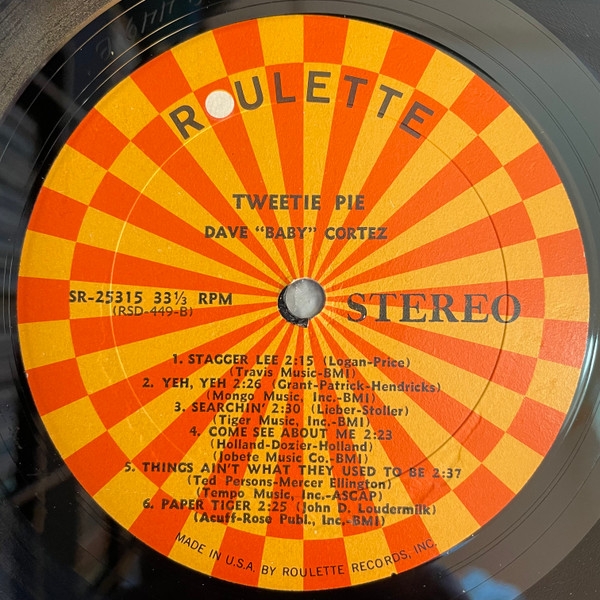 ROULETTE
TWEETIE PIE
DAVE "BABY" CORTEZ
SR-25315 33⅓ RPM
(RSD-449-B)
STEREO
1. STAGGER LEE 2:15 (Logan-Price)
(Travis Music-BMI)
2. YEH, YEH 2:26 (Grant-Patrick-Hendricks)
(Mongo Music, Inc.-BMI)
3. SEARCHIN' 2:30 (Lieber-Stoller)
(Tiger Music, Inc.-BMI)
4. COME SEE ABOUT ME 2:23
(Holland-Dozier-Holland)
(Jobete Music Co.-BMI)
5. THINGS AIN'T WHAT THEY USED TO BE 2:37
(Ted Persons-Mercer Ellington)
(Tempo Music, Inc.-ASCAP)
6. PAPER TIGER 2:25 (John D. Loudermilk)
(Acuff-Rose Publ., Inc.-BMI)
MADE IN U.S.A. BY ROULETTE RECORDS, INC.